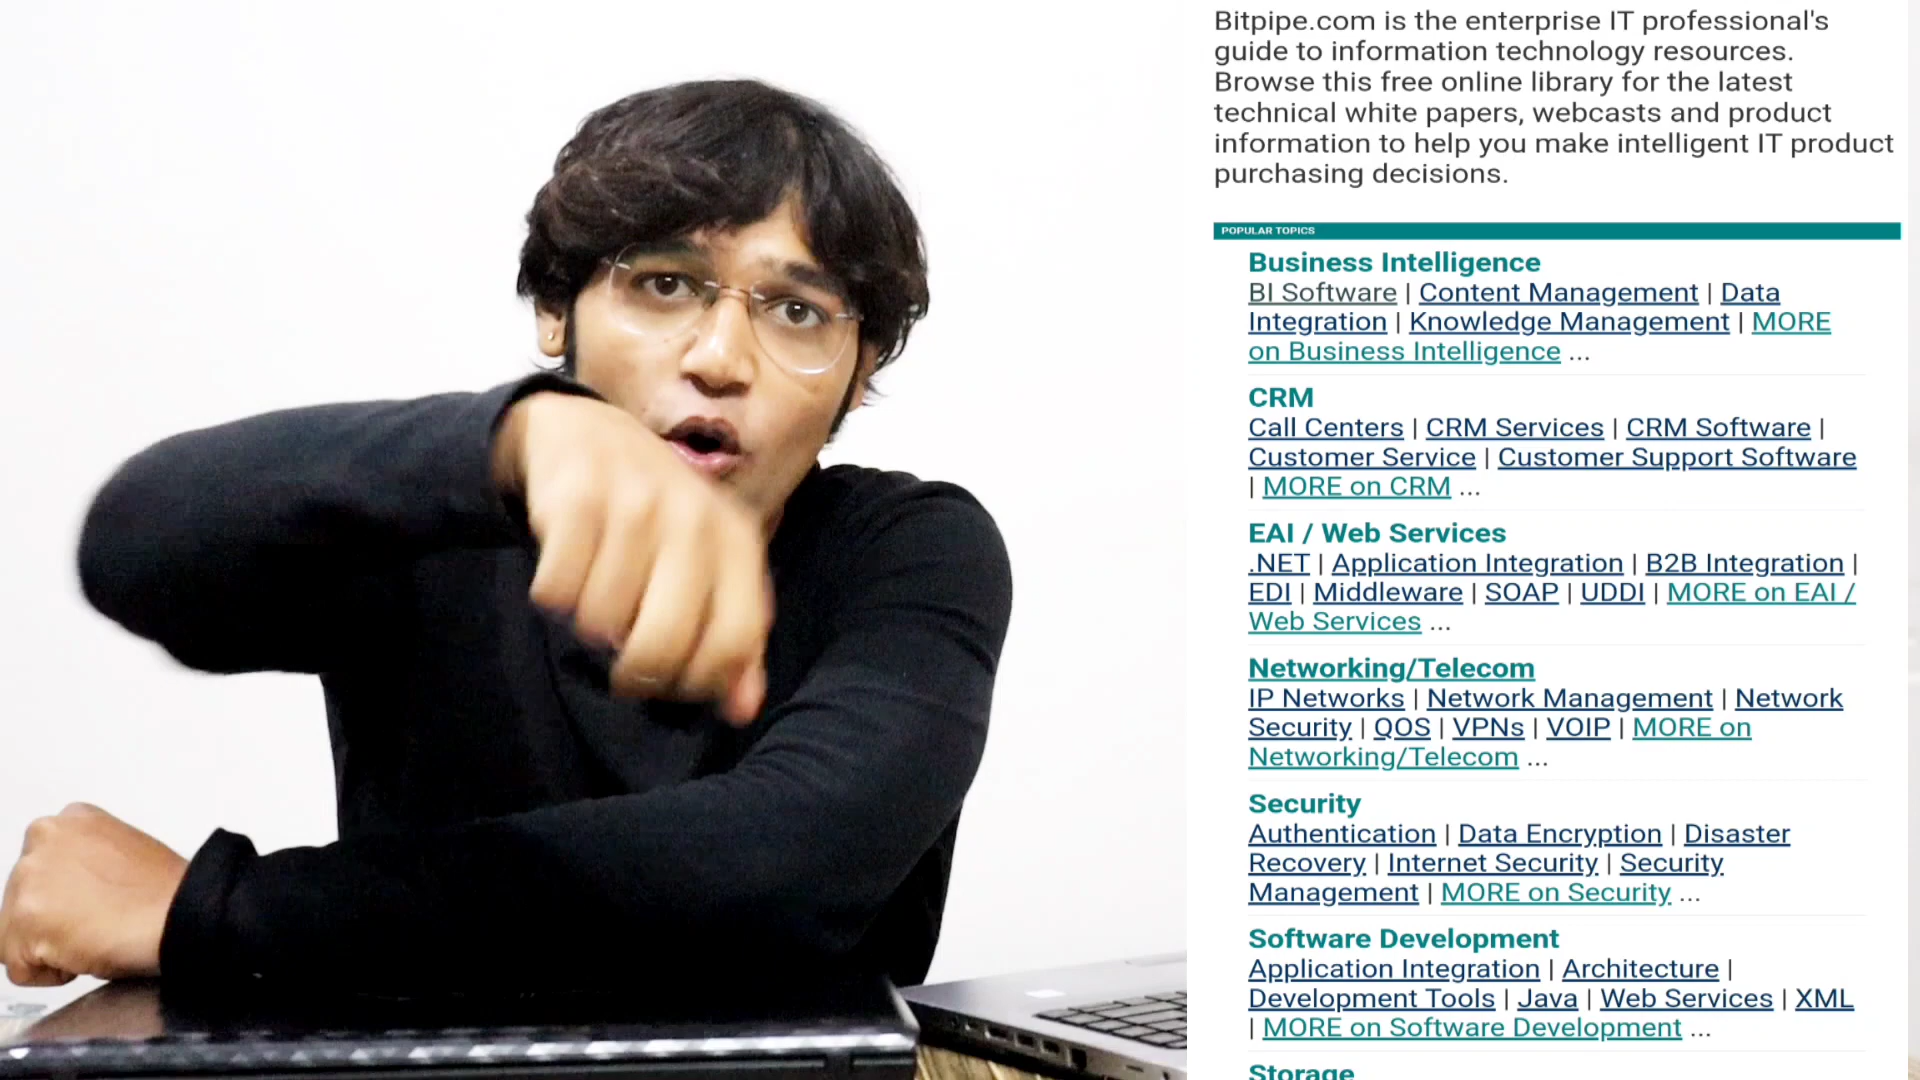 Bitpipe.com is the enterprise IT professional's
guide to information technology resources.
Browse this free online library for the latest
technical white papers, webcasts and product
information to help you make intelligent IT product
purchasing decisions.
POPULAR TOPICS
Business Intelligence
BI Software | Content Management | Data
Integration | Knowledge Management | MORE
on Business Intelligence ...
CRM
Call Centers | CRM Services | CRM Software |
Customer Service | Customer Support Software
| MORE on CRM ...
EAI / Web Services
.NET | Application Integration | B2B Integration |
EDI | Middleware | SOAP | UDDI | MORE on EAI /
Web Services ...
Networking/Telecom
IP Networks | Network Management | Network
Security | QOS | VPNs | VOIP | MORE on
Networking/Telecom ...
Security
Authentication | Data Encryption | Disaster
Recovery | Internet Security | Security
Management | MORE on Security ...
Software Development
Application Integration | Architecture |
Development Tools | Java | Web Services | XML
| MORE on Software Development ...
Storage